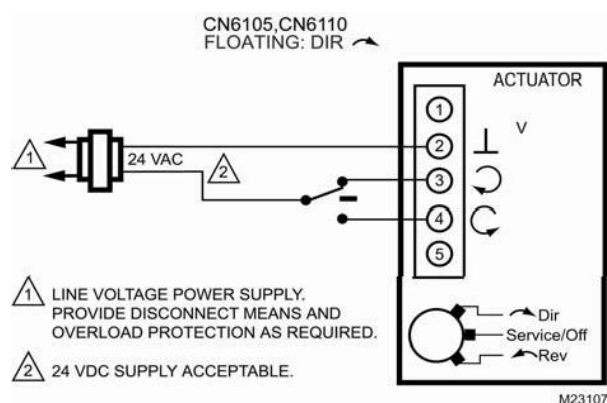 CN6105,CN6110
FLOATING: DIR
ACTUATOR
1
V
1
24 VAC
2
2
3
4
5
1 LINE VOLTAGE POWER SUPPLY.
PROVIDE DISCONNECT MEANS AND
OVERLOAD PROTECTION AS REQUIRED.
2 24 VDC SUPPLY ACCEPTABLE.
Dir
Service/Off
Rev
M23107